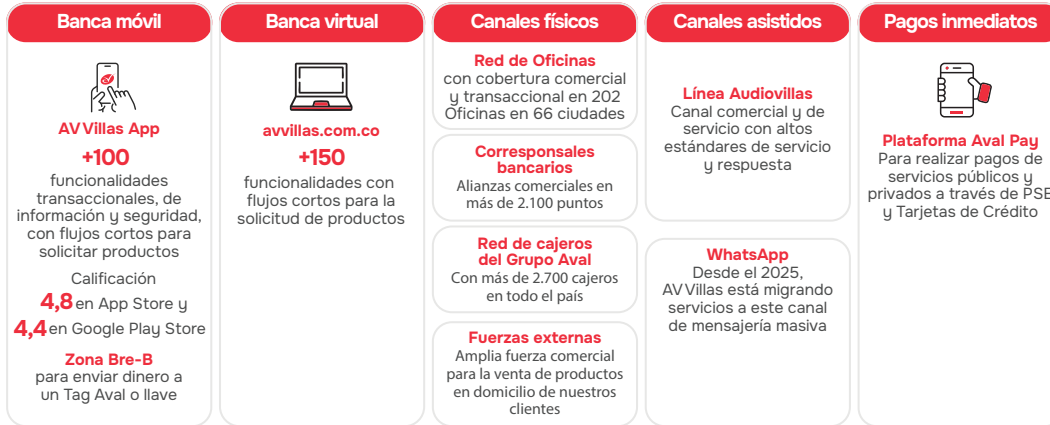 Banca móvil
AV Villas App
+100
funcionalidades
transaccionales, de
información y seguridad,
con flujos cortos para
solicitar productos
Calificación
4,8 en App Store y
4,4 en Google Play Store
Zona Bre-B
para enviar dinero a
un Tag Aval o llave
Banca virtual
avvillas.com.co
+150
funcionalidades con
flujos cortos para la
solicitud de productos
Canales físicos
Red de Oficinas
con cobertura comercial
y transaccional en 202
Oficinas en 66 ciudades
Corresponsales
bancarios
Alianzas comerciales en
más de 2.100 puntos
Red de cajeros
del Grupo Aval
Con más de 2.700 cajeros
en todo el país
Fuerzas externas
Amplia fuerza comercial
para la venta de productos
en domicilio de nuestros
clientes
Canales asistidos
Línea Audiovillas
Canal comercial y de
servicio con altos
estándares de servicio
y respuesta
WhatsApp
Desde el 2025,
AV Villas está migrando
servicios a este canal
de mensajería masiva
Pagos inmediatos
Plataforma Aval Pay
Para realizar pagos de
servicios públicos y
privados a través de PSE
y Tarjetas de Crédito